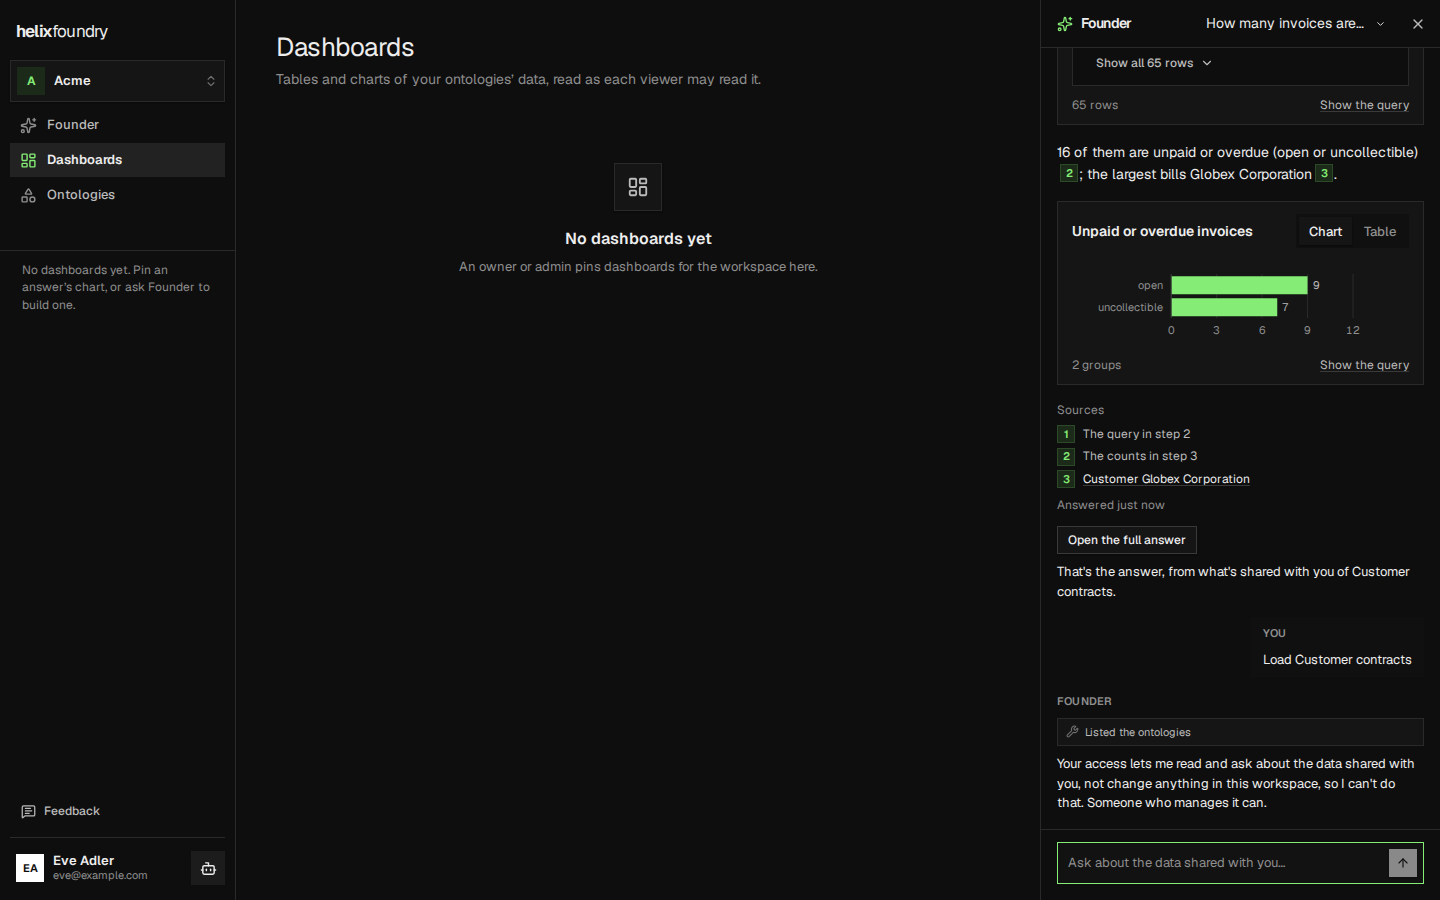 helixfoundry
A
Acme
Founder
Dashboards
Ontologies
No dashboards yet. Pin an
answer's chart, or ask Founder to
build one.
Feedback
EA
Eve Adler
eve@example.com
Dashboards
Tables and charts of your ontologies' data, read as each viewer may read it.
No dashboards yet
An owner or admin pins dashboards for the workspace here.
Founder
How many invoices are...
Show all 65 rows
65 rows
Show the query
16 of them are unpaid or overdue (open or uncollectible)
2 ; the largest bills Globex Corporation 3 .
Unpaid or overdue invoices
Chart
Table
open
9
uncollectible
7
0 3 6 9 12
2 groups
Show the query
Sources
1 The query in step 2
2 The counts in step 3
3 Customer Globex Corporation
Answered just now
Open the full answer
That's the answer, from what's shared with you of Customer
contracts.
YOU
Load Customer contracts
FOUNDER
Listed the ontologies
Your access lets me read and ask about the data shared with
you, not change anything in this workspace, so I can't do
that. Someone who manages it can.
Ask about the data shared with you...